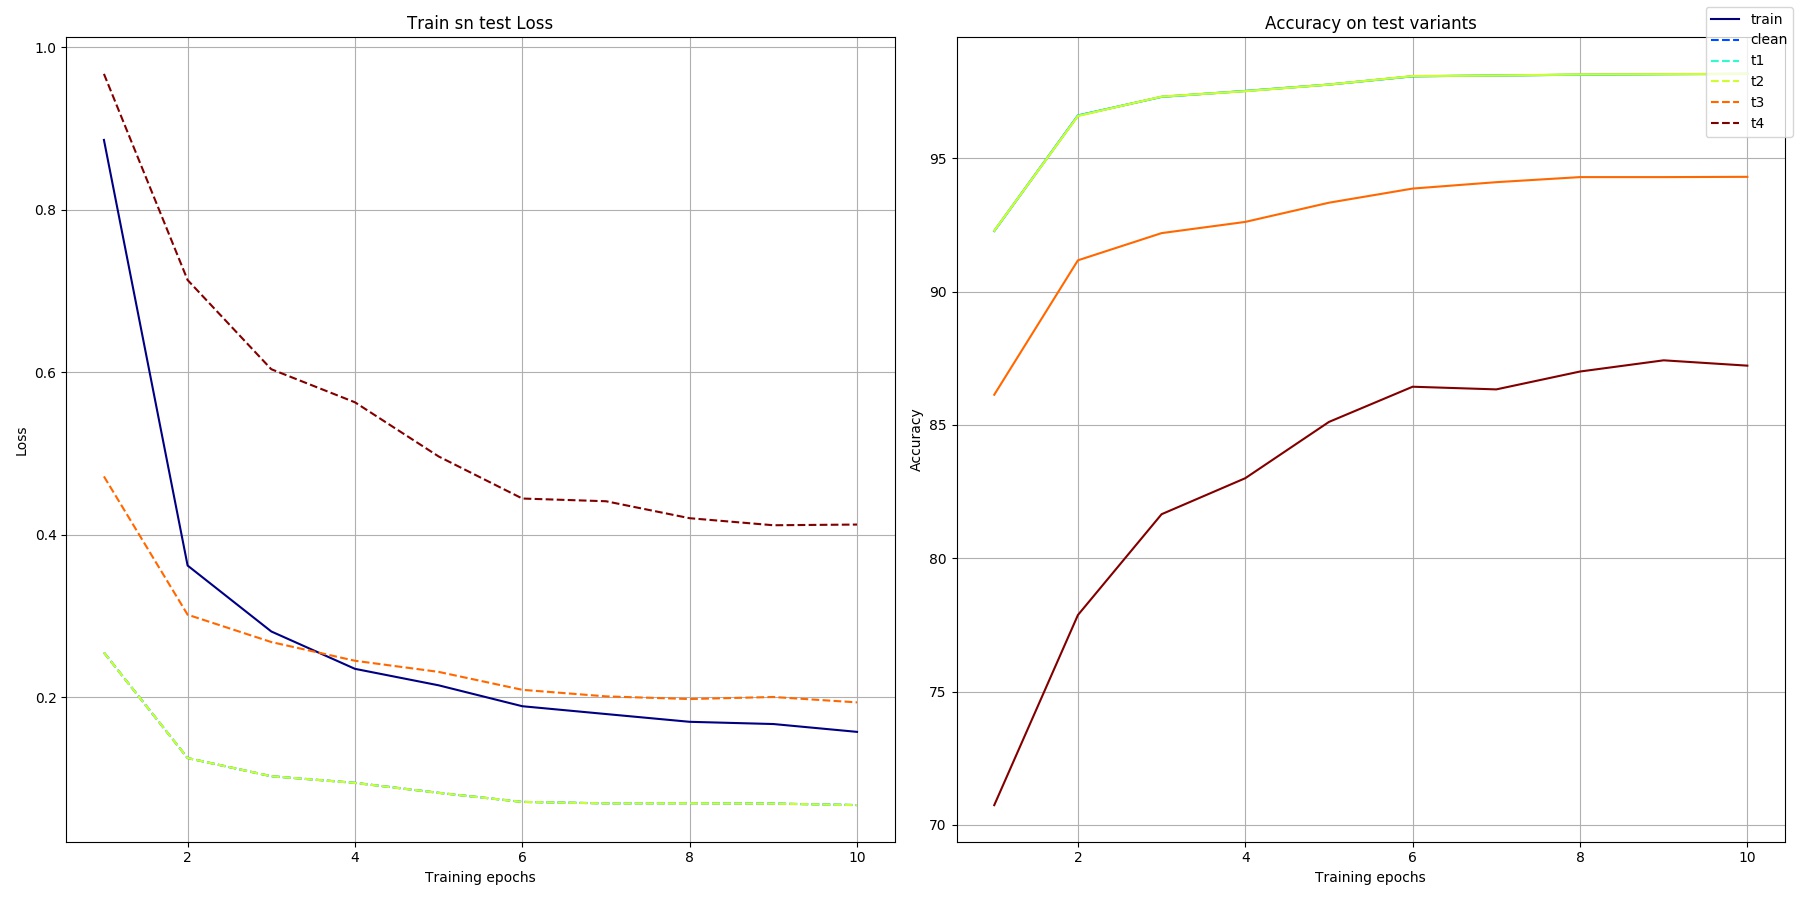 Train sn test Loss
1.0
0.8
0.6
0.4
0.2
Loss
2 4 6 8 10
Training epochs
Accuracy on test variants
95
90
85
80
75
70
Accuracy
2 4 6 8 10
Training epochs
train
clean
t1
t2
t3
t4